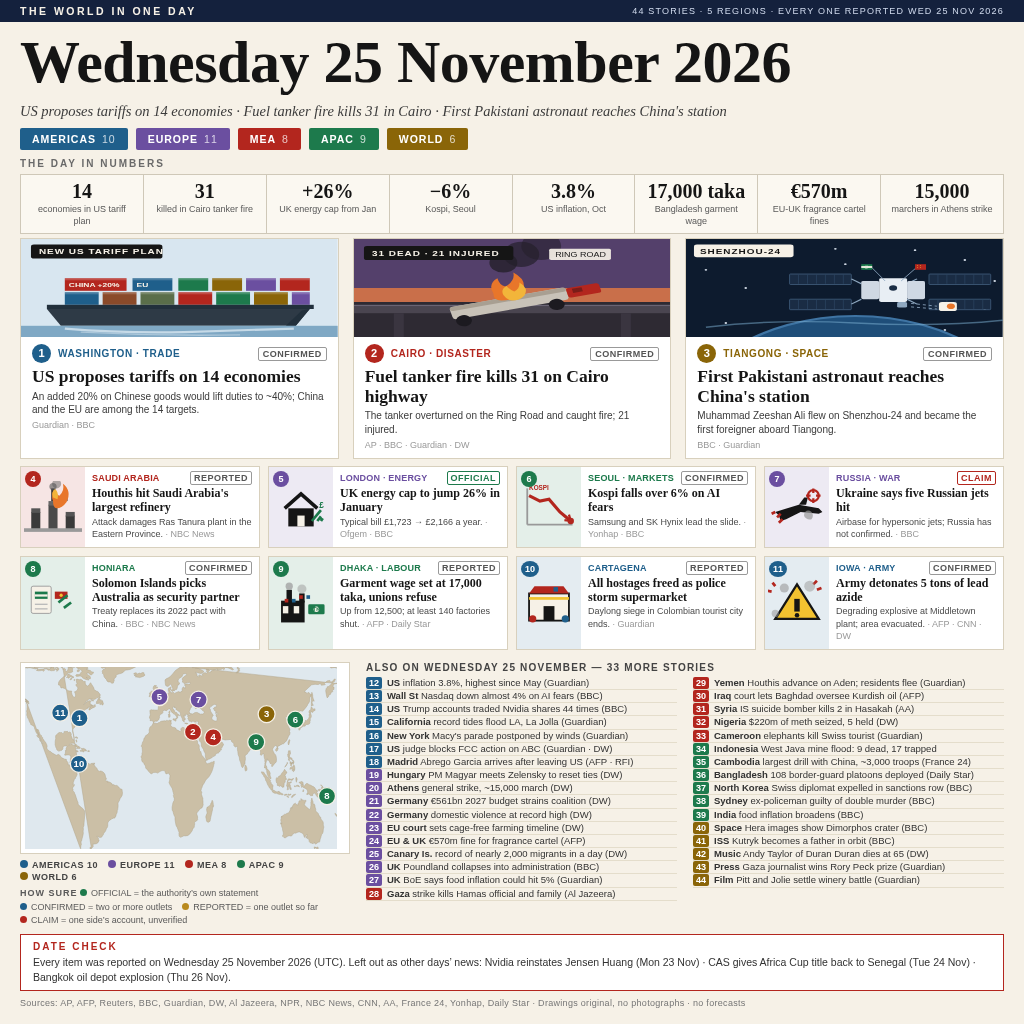 THE WORLD IN ONE DAY
44 STORIES · 5 REGIONS · EVERY ONE REPORTED WED 25 NOV 2026
Wednesday 25 November 2026
US proposes tariffs on 14 economies · Fuel tanker fire kills 31 in Cairo · First Pakistani astronaut reaches China's station
AMERICAS 10
EUROPE 11
MEA 8
APAC 9
WORLD 6
THE DAY IN NUMBERS
14
economies in US tariff
plan
31
killed in Cairo tanker fire
+26%
UK energy cap from Jan
−6%
Kospi, Seoul
3.8%
US inflation, Oct
17,000 taka
Bangladesh garment
wage
€570m
EU-UK fragrance cartel
fines
15,000
marchers in Athens strike
NEW US TARIFF PLAN
CHINA +20%
EU
1 WASHINGTON · TRADE
CONFIRMED
US proposes tariffs on 14 economies
An added 20% on Chinese goods would lift duties to ~40%; China
and the EU are among the 14 targets.
Guardian · BBC
31 DEAD · 21 INJURED
RING ROAD
2 CAIRO · DISASTER
CONFIRMED
Fuel tanker fire kills 31 on Cairo
highway
The tanker overturned on the Ring Road and caught fire; 21
injured.
AP · BBC · Guardian · DW
SHENZHOU-24
3 TIANGONG · SPACE
CONFIRMED
First Pakistani astronaut reaches
China's station
Muhammad Zeeshan Ali flew on Shenzhou-24 and became the
first foreigner aboard Tiangong.
BBC · Guardian
4
SAUDI ARABIA
REPORTED
Houthis hit Saudi Arabia's
largest refinery
Attack damages Ras Tanura plant in the
Eastern Province. · NBC News
5
£
LONDON · ENERGY
OFFICIAL
UK energy cap to jump 26% in
January
Typical bill £1,723 → £2,166 a year. ·
Ofgem · BBC
6
KOSPI
SEOUL · MARKETS
CONFIRMED
Kospi falls over 6% on AI
fears
Samsung and SK Hynix lead the slide. ·
Yonhap · BBC
7
RUSSIA · WAR
CLAIM
Ukraine says five Russian jets
hit
Airbase for hypersonic jets; Russia has
not confirmed. · BBC
8
HONIARA
CONFIRMED
Solomon Islands picks
Australia as security partner
Treaty replaces its 2022 pact with
China. · BBC · NBC News
9
DHAKA · LABOUR
REPORTED
Garment wage set at 17,000
taka, unions refuse
Up from 12,500; at least 140 factories
shut. · AFP · Daily Star
10
CARTAGENA
REPORTED
All hostages freed as police
storm supermarket
Daylong siege in Colombian tourist city
ends. · Guardian
11
IOWA · ARMY
CONFIRMED
Army detonates 5 tons of lead
azide
Degrading explosive at Middletown
plant; area evacuated. · AFP · CNN ·
DW
5
7
11
1
3
6
2
4
9
10
8
AMERICAS 10 EUROPE 11 MEA 8 APAC 9
WORLD 6
HOW SURE OFFICIAL = the authority's own statement
CONFIRMED = two or more outlets REPORTED = one outlet so far
CLAIM = one side's account, unverified
ALSO ON WEDNESDAY 25 NOVEMBER — 33 MORE STORIES
12 US inflation 3.8%, highest since May (Guardian)
13 Wall St Nasdaq down almost 4% on AI fears (BBC)
14 US Trump accounts traded Nvidia shares 44 times (BBC)
15 California record tides flood LA, La Jolla (Guardian)
16 New York Macy's parade postponed by winds (Guardian)
17 US judge blocks FCC action on ABC (Guardian · DW)
18 Madrid Abrego Garcia arrives after leaving US (AFP · RFI)
19 Hungary PM Magyar meets Zelensky to reset ties (DW)
20 Athens general strike, ~15,000 march (DW)
21 Germany €561bn 2027 budget strains coalition (DW)
22 Germany domestic violence at record high (DW)
23 EU court sets cage-free farming timeline (DW)
24 EU & UK €570m fine for fragrance cartel (AFP)
25 Canary Is. record of nearly 2,000 migrants in a day (DW)
26 UK Poundland collapses into administration (BBC)
27 UK BoE says food inflation could hit 5% (Guardian)
28 Gaza strike kills Hamas official and family (Al Jazeera)
29 Yemen Houthis advance on Aden; residents flee (Guardian)
30 Iraq court lets Baghdad oversee Kurdish oil (AFP)
31 Syria IS suicide bomber kills 2 in Hasakah (AA)
32 Nigeria $220m of meth seized, 5 held (DW)
33 Cameroon elephants kill Swiss tourist (Guardian)
34 Indonesia West Java mine flood: 9 dead, 17 trapped
35 Cambodia largest drill with China, ~3,000 troops (France 24)
36 Bangladesh 108 border-guard platoons deployed (Daily Star)
37 North Korea Swiss diplomat expelled in sanctions row (BBC)
38 Sydney ex-policeman guilty of double murder (BBC)
39 India food inflation broadens (BBC)
40 Space Hera images show Dimorphos crater (BBC)
41 ISS Kutryk becomes a father in orbit (BBC)
42 Music Andy Taylor of Duran Duran dies at 65 (DW)
43 Press Gaza journalist wins Rory Peck prize (Guardian)
44 Film Pitt and Jolie settle winery battle (Guardian)
DATE CHECK
Every item was reported on Wednesday 25 November 2026 (UTC). Left out as other days' news: Nvidia reinstates Jensen Huang (Mon 23 Nov) · CAS gives Africa Cup title back to Senegal (Tue 24 Nov) ·
Bangkok oil depot explosion (Thu 26 Nov).
Sources: AP, AFP, Reuters, BBC, Guardian, DW, Al Jazeera, NPR, NBC News, CNN, AA, France 24, Yonhap, Daily Star · Drawings original, no photographs · no forecasts